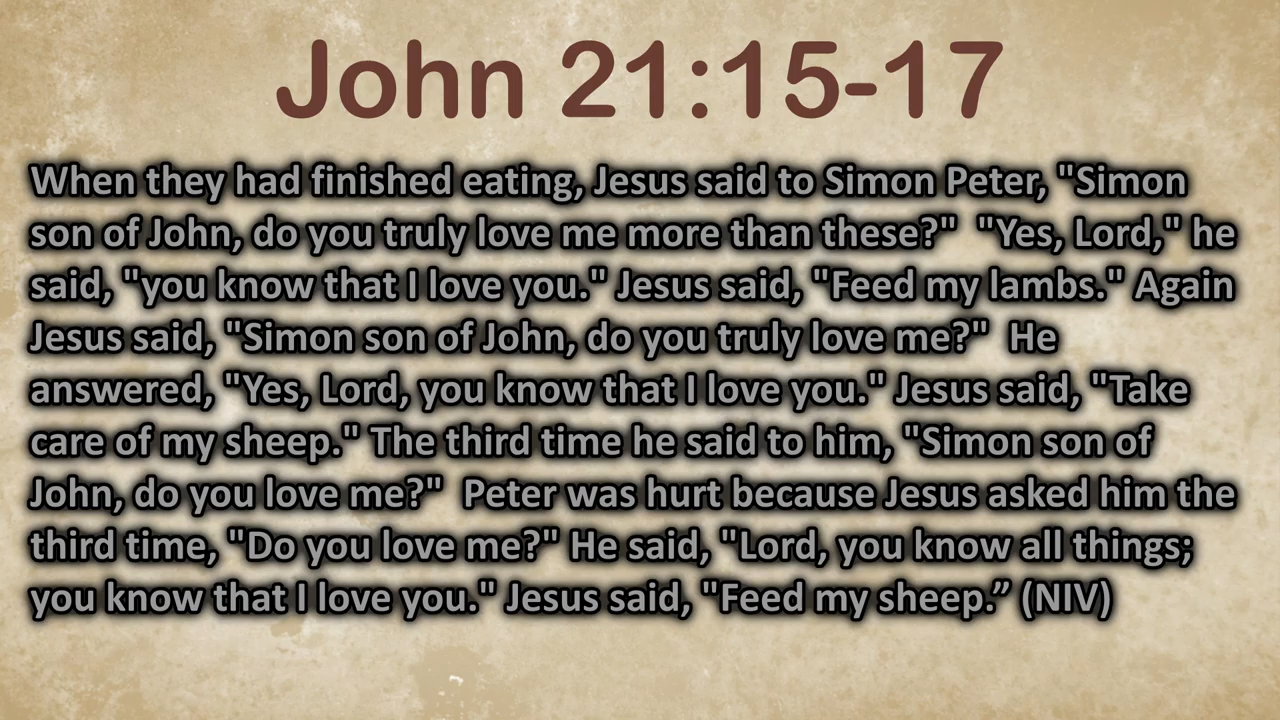 John 21:15-17
When they had finished eating, Jesus said to Simon Peter, "Simon
son of John, do you truly love me more than these?"  "Yes, Lord," he
said, "you know that I love you." Jesus said, "Feed my lambs." Again
Jesus said, "Simon son of John, do you truly love me?"  He
answered, "Yes, Lord, you know that I love you." Jesus said, "Take
care of my sheep." The third time he said to him, "Simon son of
John, do you love me?"  Peter was hurt because Jesus asked him the
third time, "Do you love me?" He said, "Lord, you know all things;
you know that I love you." Jesus said, "Feed my sheep.” (NIV)